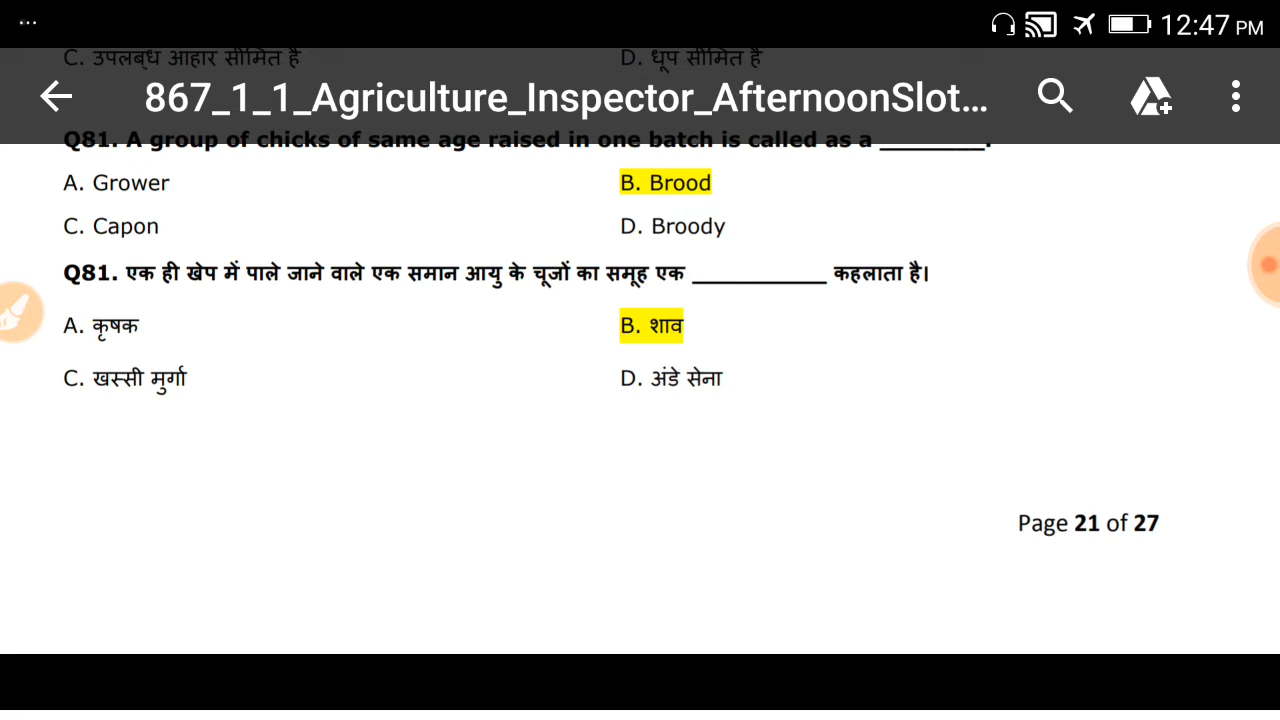 ...
12:47 PM
C. उपलब्ध आहार सीमित है D. धूप सीमित है
867_1_1_Agriculture_Inspector_AfternoonSlot...
Q81. A group of chicks of same age raised in one batch is called as a ________.
A. Grower B. Brood
C. Capon D. Broody
Q81. एक ही खेप में पाले जाने वाले एक समान आयु के चूजों का समूह एक __________ कहलाता है।
A. कृषक B. शाव
C. खस्सी मुर्गा D. अंडे सेना
Page 21 of 27